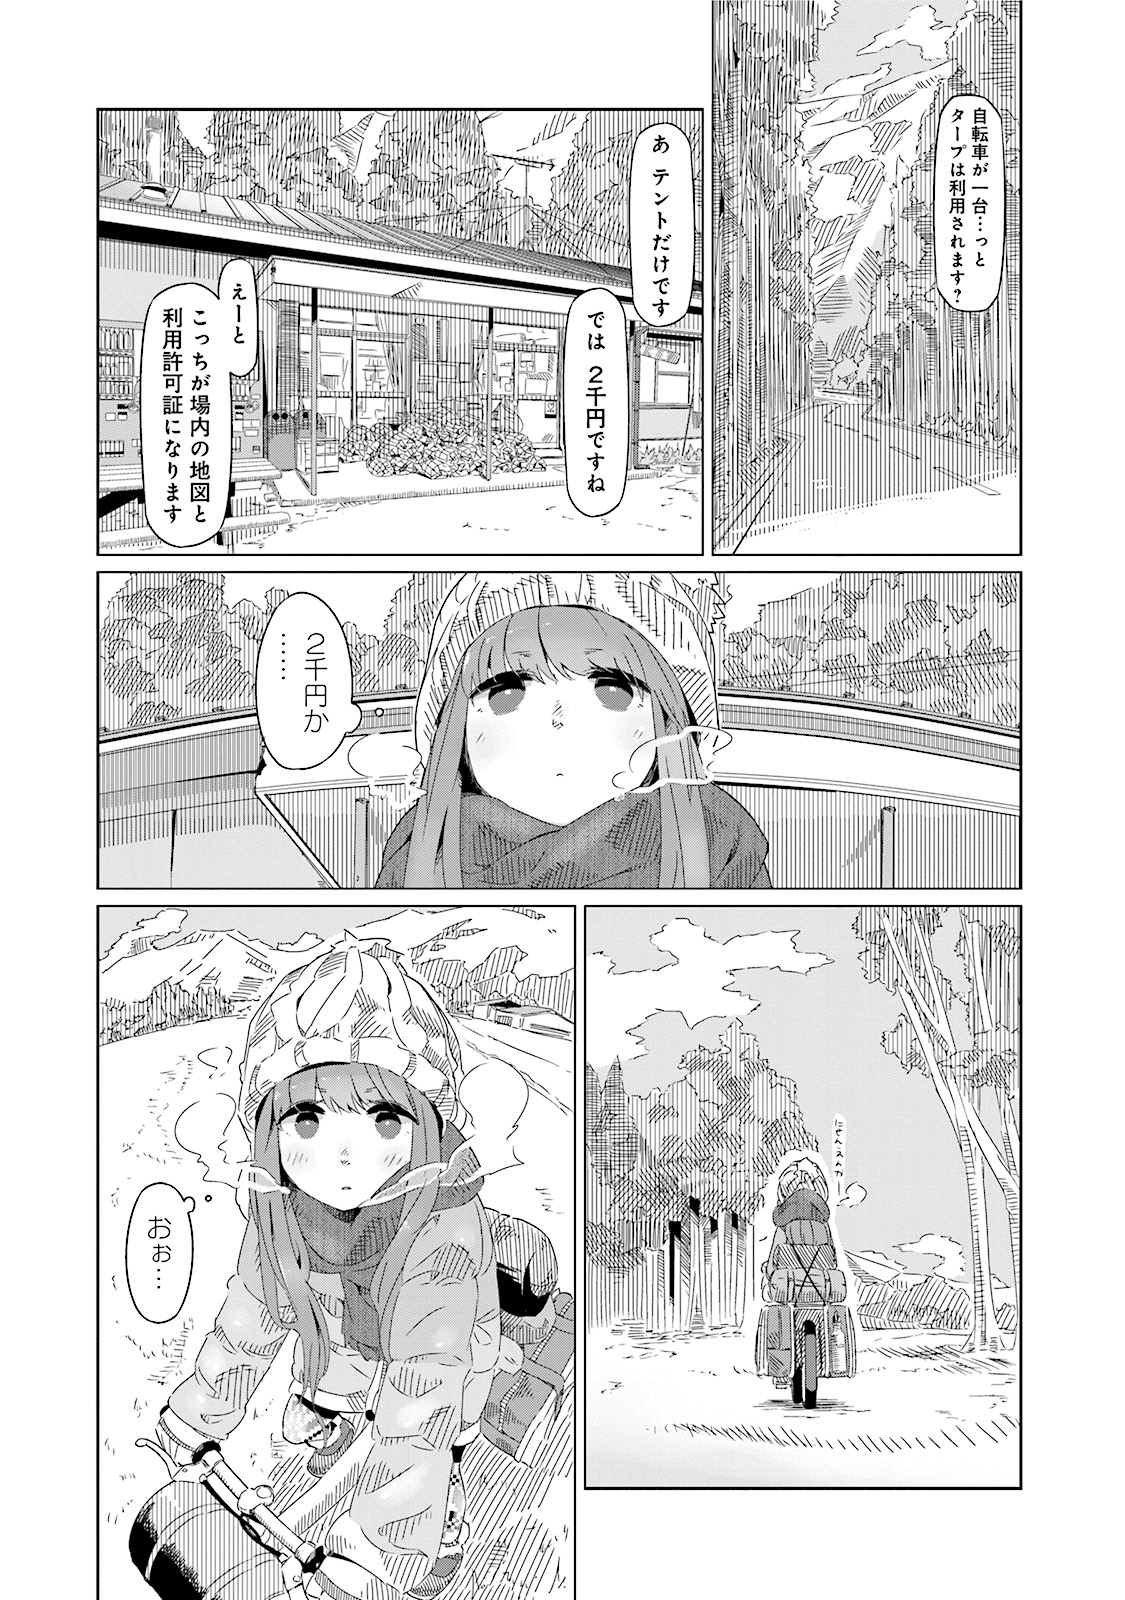 自転車が一台…っと
タープは利用されます？
あ テントだけです
では ２千円ですね
えーと
こっちが場内の地図と
利用許可証になります
２千円か
……
にせんえんか
おぉ…